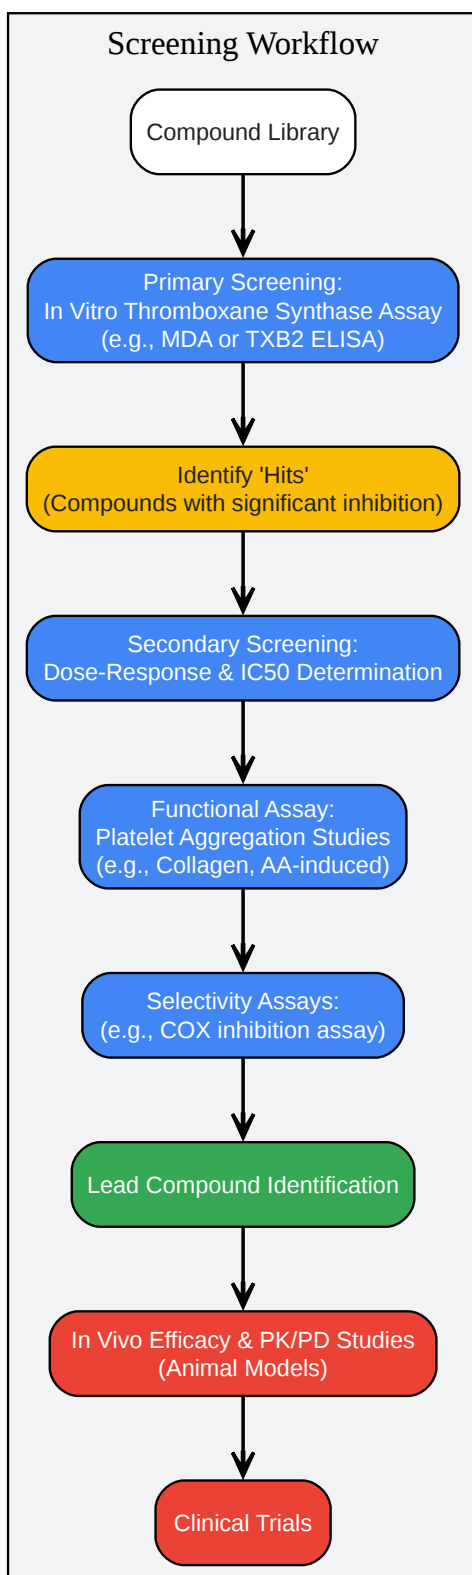 Screening Workflow
Compound Library
Primary Screening:
In Vitro Thromboxane Synthase Assay
(e.g., MDA or TXB2 ELISA)
Identify 'Hits'
(Compounds with significant inhibition)
Secondary Screening:
Dose-Response & IC50 Determination
Functional Assay:
Platelet Aggregation Studies
(e.g., Collagen, AA-induced)
Selectivity Assays:
(e.g., COX inhibition assay)
Lead Compound Identification
In Vivo Efficacy & PK/PD Studies
(Animal Models)
Clinical Trials